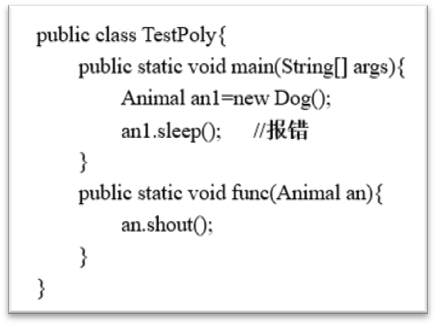 public class TestPoly{
public static void main(String[] args){
Animal an1=new Dog();
an1.sleep(); //报错
}
public static void func(Animal an){
an.shout();
}
}